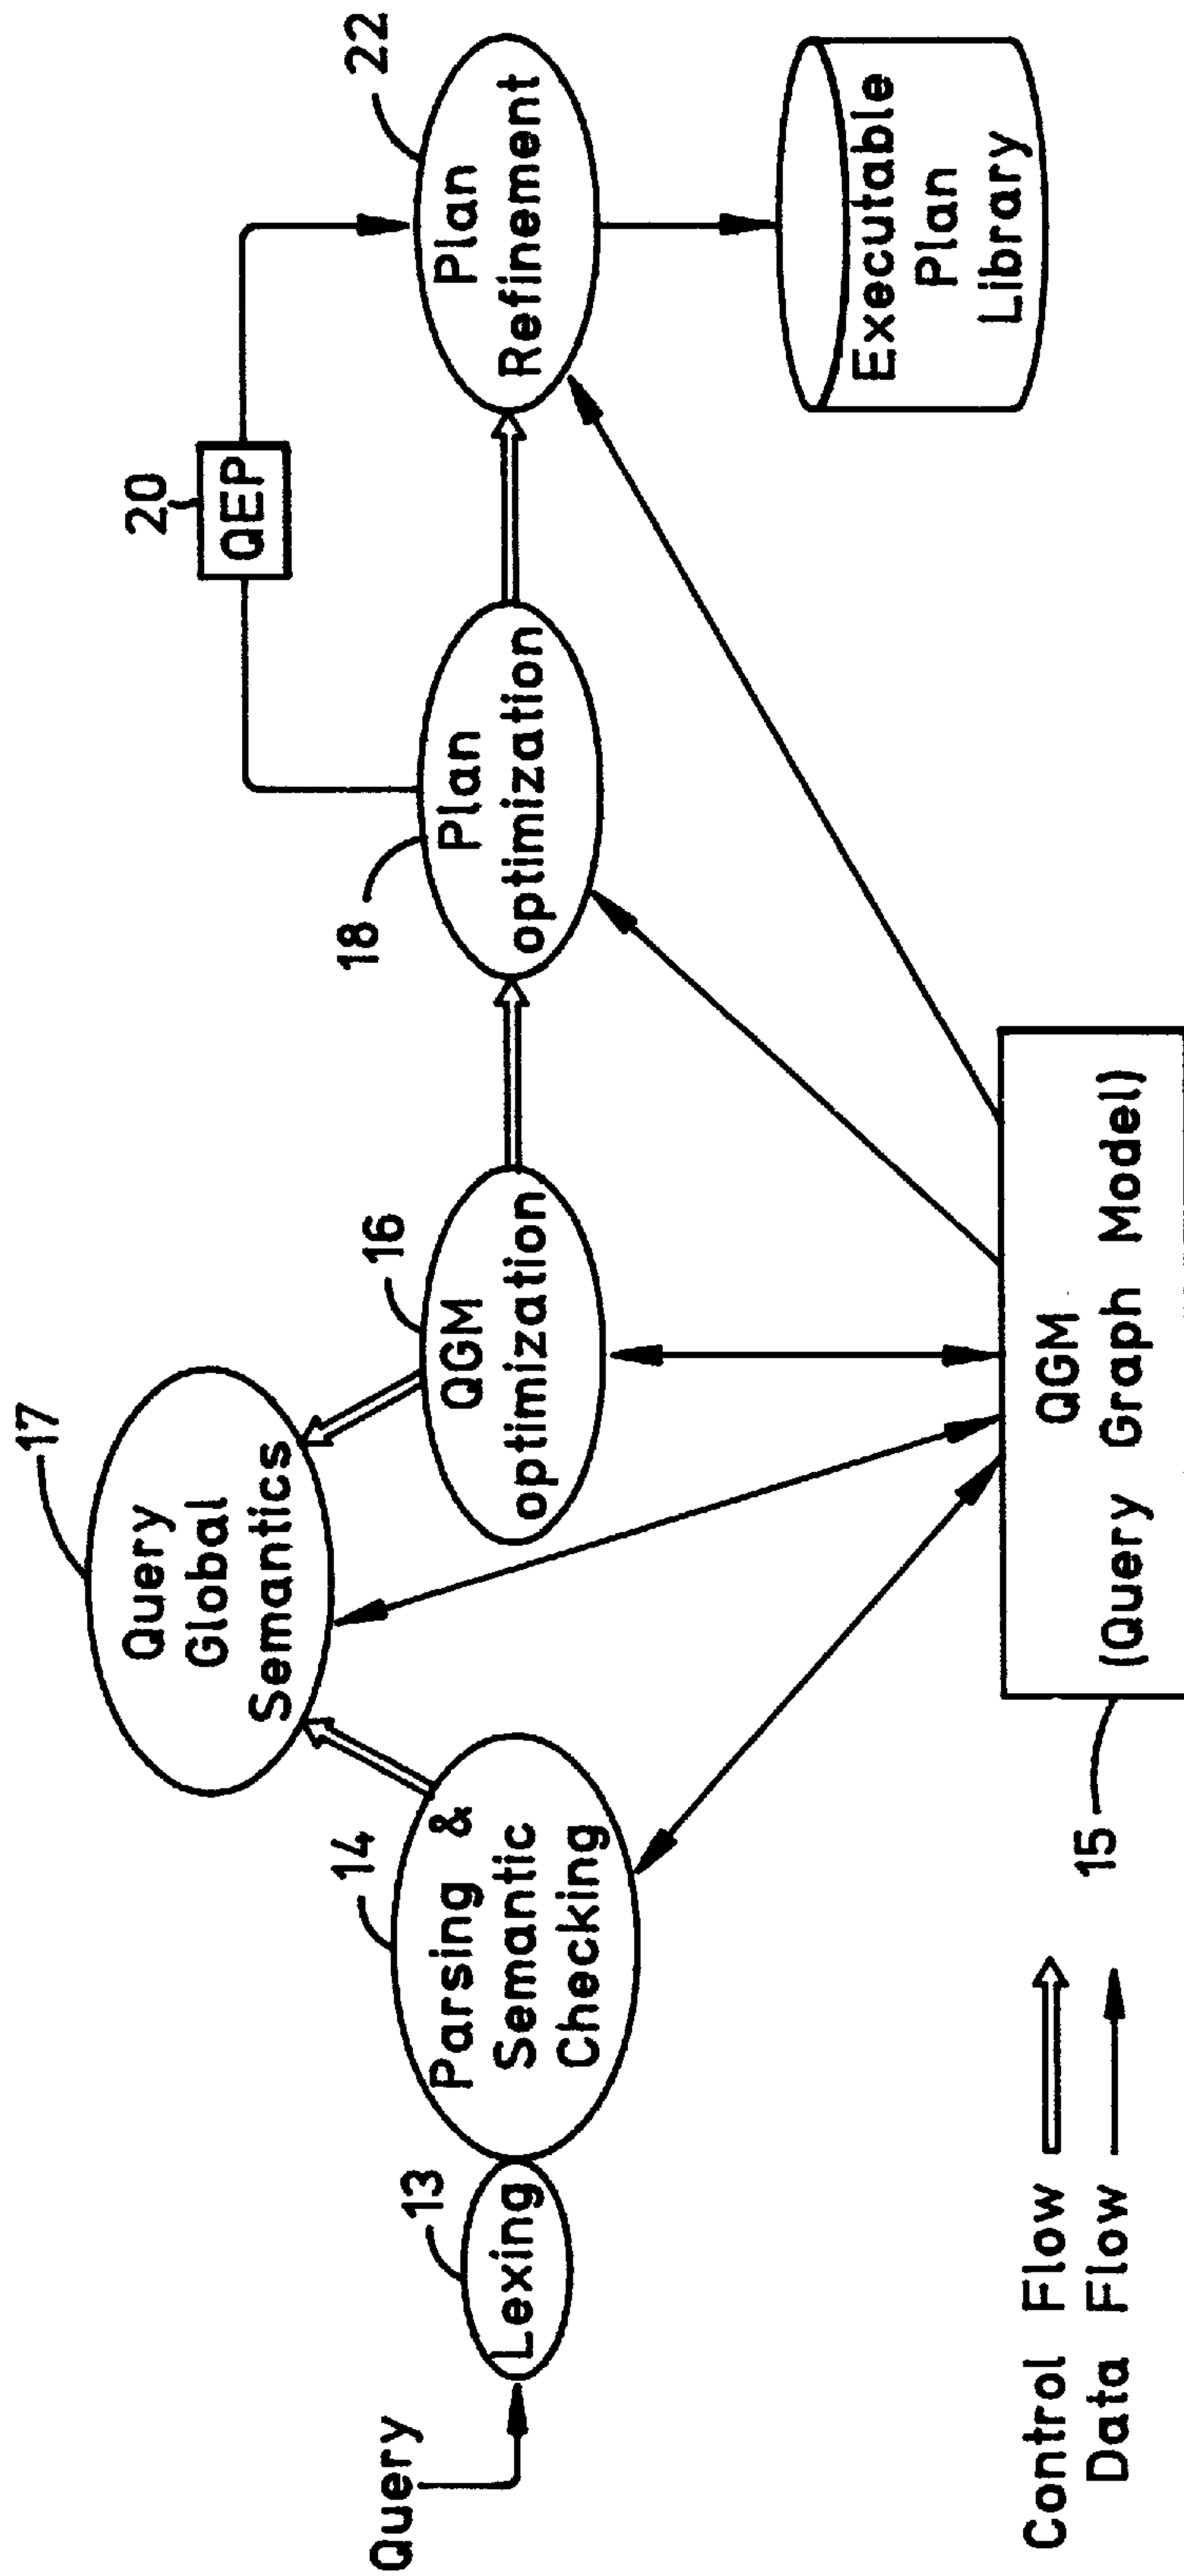 Query
13
Lexing
14
Parsing &
Semantic
Checking
17
Query
Global
Semantics
16
QGM
optimization
18
Plan
optimization
20
QEP
22
Plan
Refinement
Executable
Plan
Library
15
QGM
(Query Graph Model)
Control Flow
Data Flow